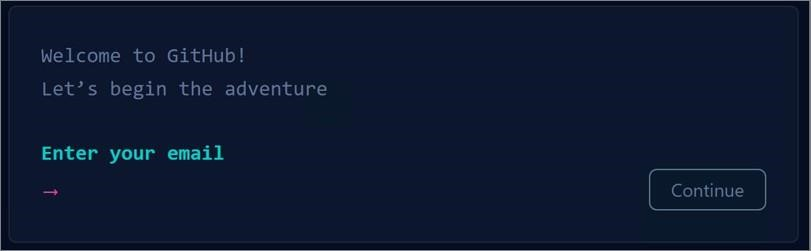 Welcome to GitHub!
Let’s begin the adventure
Enter your email
→
Continue